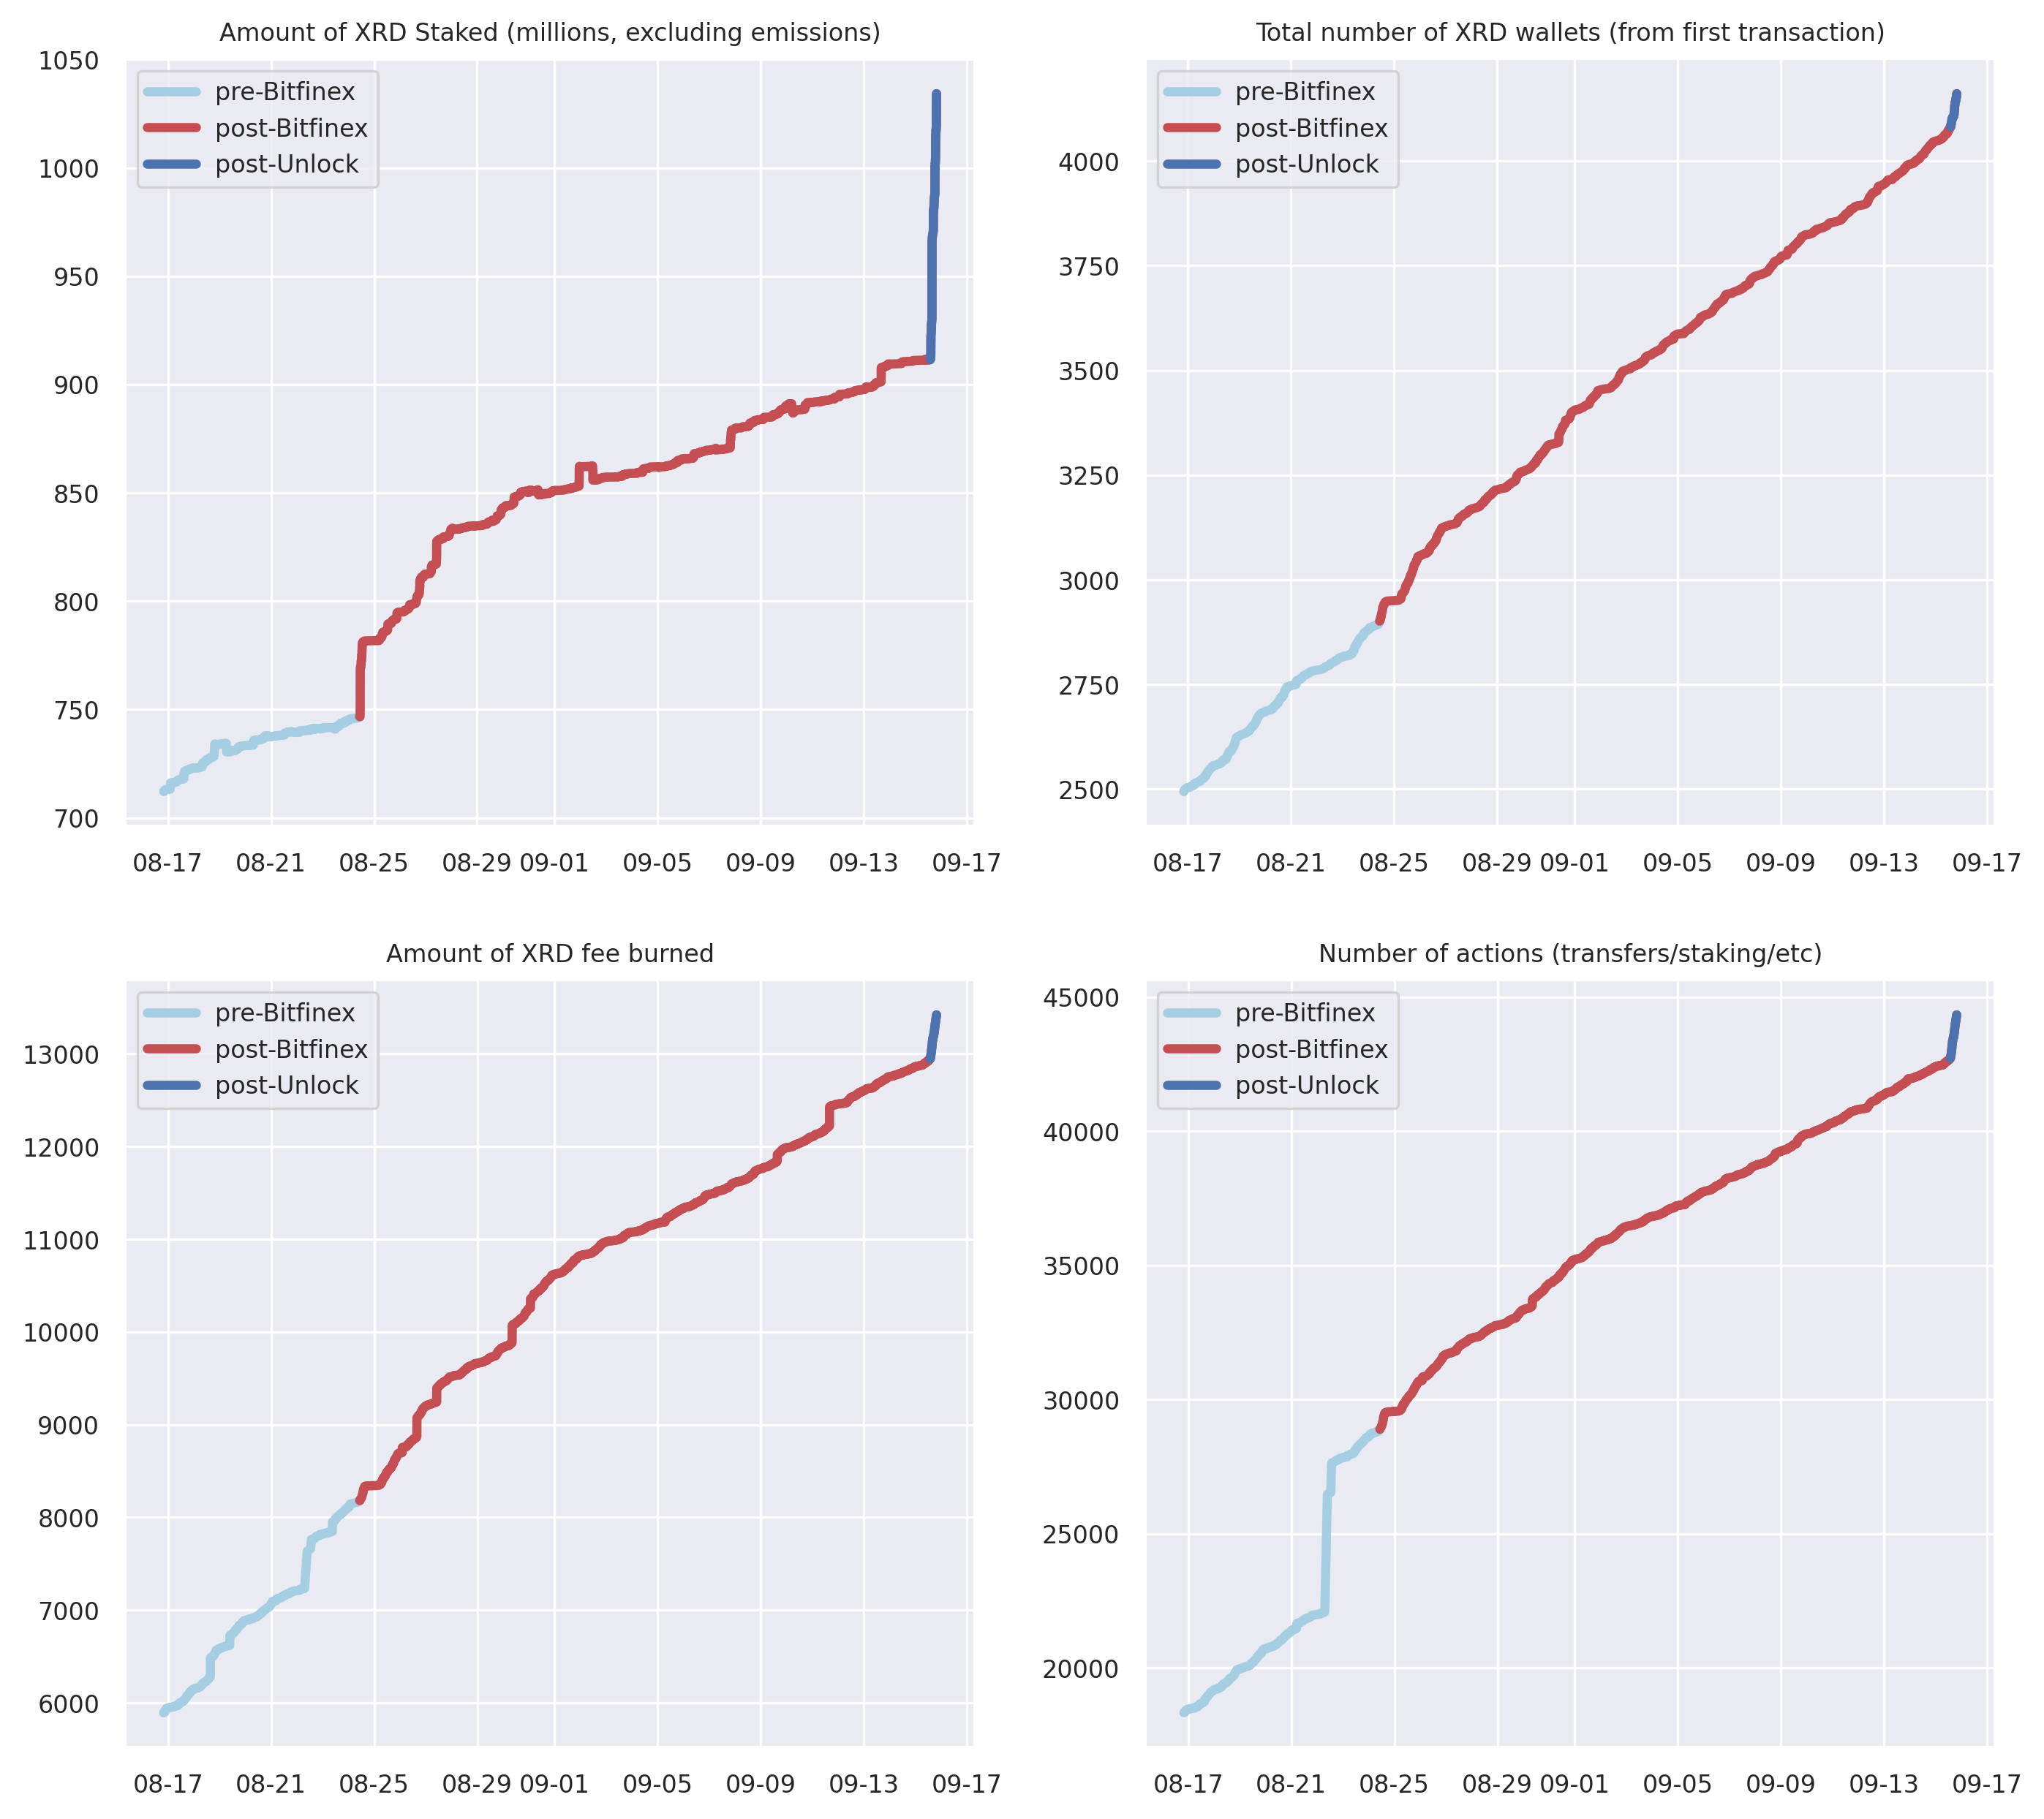 Amount of XRD Staked (millions, excluding emissions)
1050
1000
950
900
850
800
750
700
pre-Bitfinex
post-Bitfinex
post-Unlock
08-17 08-21 08-25 08-29 09-01 09-05 09-09 09-13 09-17
Total number of XRD wallets (from first transaction)
4000
3750
3500
3250
3000
2750
2500
pre-Bitfinex
post-Bitfinex
post-Unlock
08-17 08-21 08-25 08-29 09-01 09-05 09-09 09-13 09-17
Amount of XRD fee burned
13000
12000
11000
10000
9000
8000
7000
6000
pre-Bitfinex
post-Bitfinex
post-Unlock
08-17 08-21 08-25 08-29 09-01 09-05 09-09 09-13 09-17
Number of actions (transfers/staking/etc)
45000
40000
35000
30000
25000
20000
pre-Bitfinex
post-Bitfinex
post-Unlock
08-17 08-21 08-25 08-29 09-01 09-05 09-09 09-13 09-17